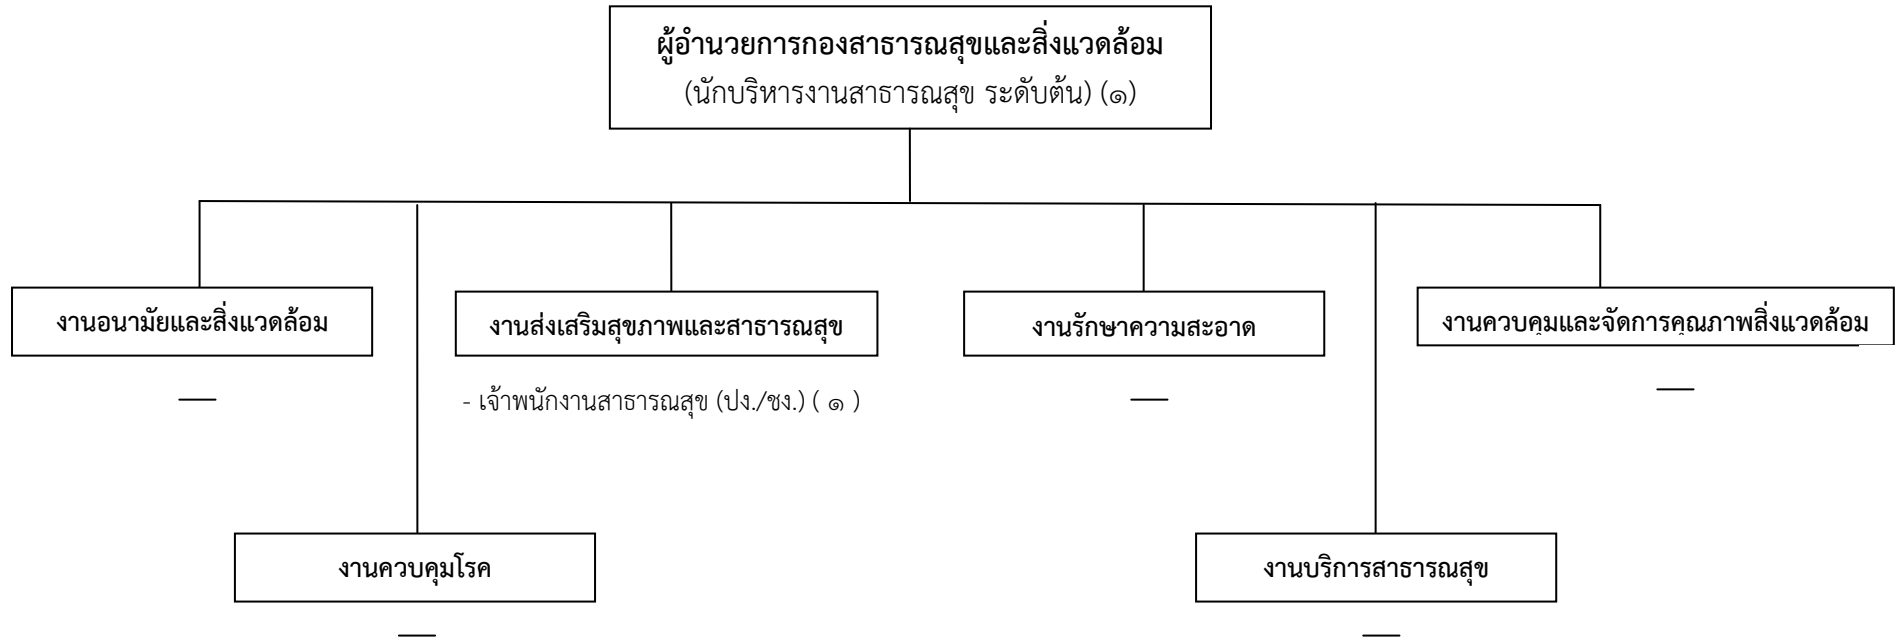 ผู้อำนวยการกองสาธารณสุขและสิ่งแวดล้อม
(นักบริหารงานสาธารณสุข ระดับต้น) (๑)
งานอนามัยและสิ่งแวดล้อม
งานส่งเสริมสุขภาพและสาธารณสุข
งานรักษาความสะอาด
งานควบคุมและจัดการคุณภาพสิ่งแวดล้อม
- เจ้าพนักงานสาธารณสุข (ปง./ชง.) ( ๑ )
งานควบคุมโรค
งานบริการสาธารณสุข